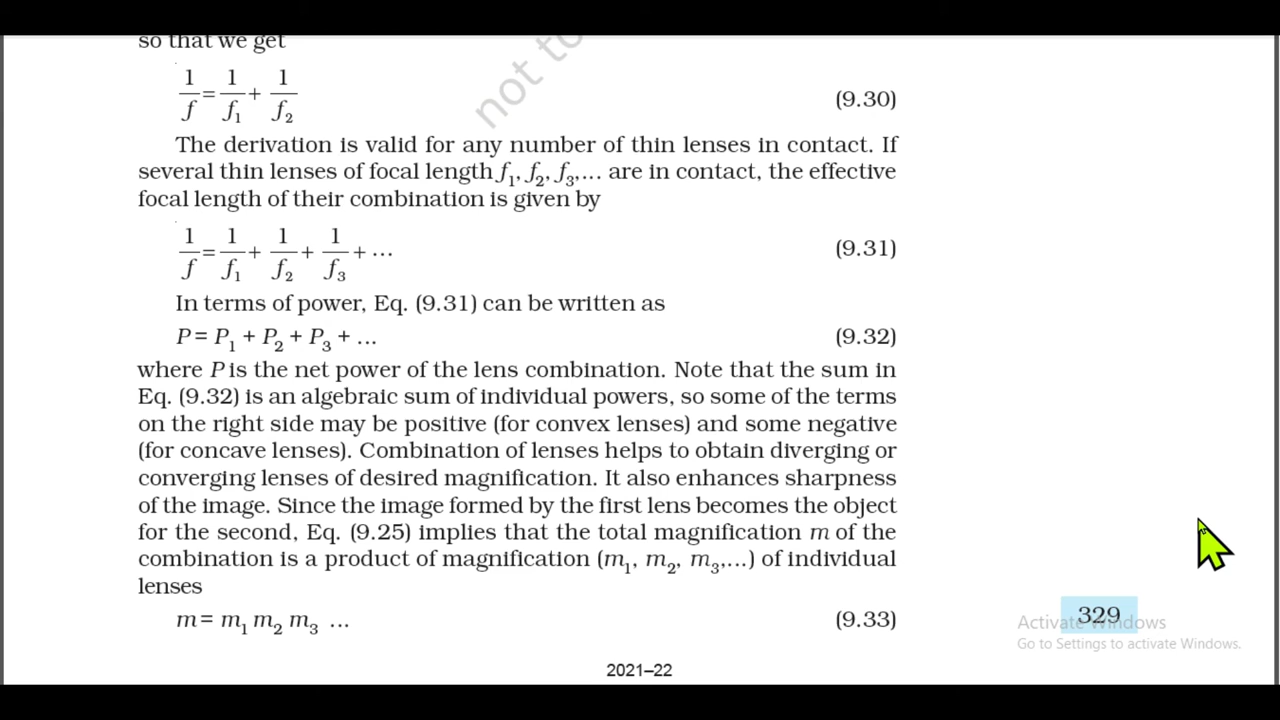 so that we get
not to
1/f = 1/f₁ + 1/f₂ (9.30)
The derivation is valid for any number of thin lenses in contact. If
several thin lenses of focal length f₁, f₂, f₃,... are in contact, the effective
focal length of their combination is given by
1/f = 1/f₁ + 1/f₂ + 1/f₃ + ... (9.31)
In terms of power, Eq. (9.31) can be written as
P = P₁ + P₂ + P₃ + ... (9.32)
where P is the net power of the lens combination. Note that the sum in
Eq. (9.32) is an algebraic sum of individual powers, so some of the terms
on the right side may be positive (for convex lenses) and some negative
(for concave lenses). Combination of lenses helps to obtain diverging or
converging lenses of desired magnification. It also enhances sharpness
of the image. Since the image formed by the first lens becomes the object
for the second, Eq. (9.25) implies that the total magnification m of the
combination is a product of magnification (m₁, m₂, m₃,...) of individual
lenses
m = m₁ m₂ m₃ ... (9.33)
329
Activate Windows
Go to Settings to activate Windows.
2021–22